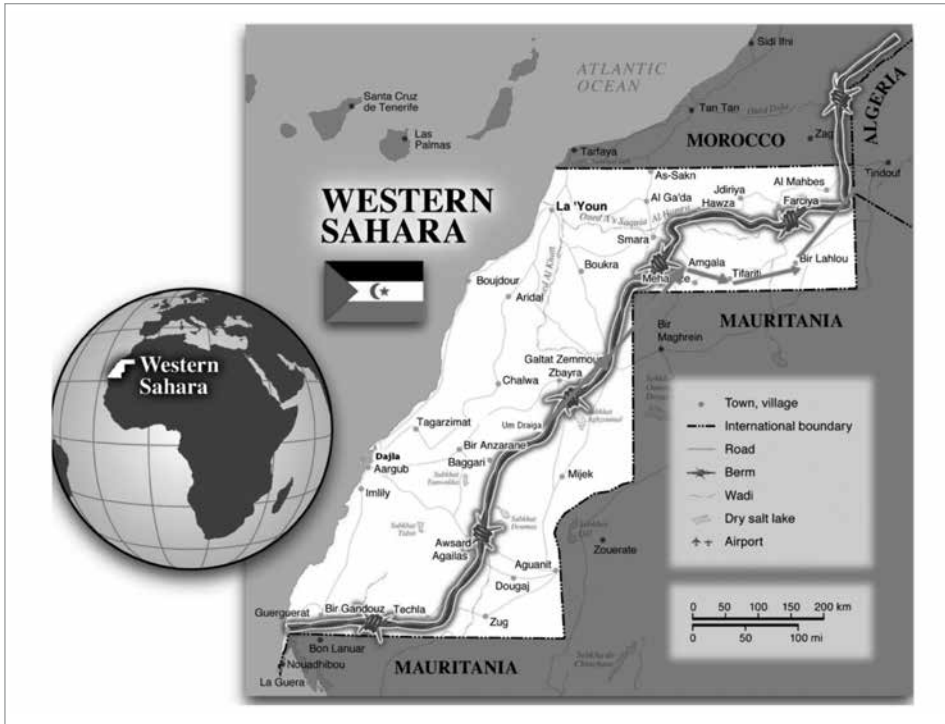 Sidi Ifni
ATLANTIC
OCEAN
Santa Cruz
de Tenerife
Tan Tan
Las
Palmas
MOROCCO
Zag
ALGERIA
Tarfaya
Tindouf
As-Sakn
WESTERN
SAHARA
Jdiriya
Al Mahbes
Al Ga'da
Hawza
Farciya
La 'Youn
Smara
Boukra
Amgala
Bir Lahlou
Tifariti
Boujdour
Aridal
MAURITANIA
Bir
Maghrein
Western
Sahara
Galtat Zemmour
Zbayra
Chalwa
Town, village
International boundary
Road
Berm
Wadi
Dry salt lake
Airport
Tagarzimat
Um Draiga
Bir Anzarane
Dajla
Aargub
Baggari
Mijek
Imlily
Awsard
Agailas
Zouerate
Aguanit
Dougaj
Guerguerat
Bir Gandouz
Techla
Zug
0 50 100 150 200 km
0 50 100 mi
Bon Lanuar
Nouadhibou
MAURITANIA
La Guera